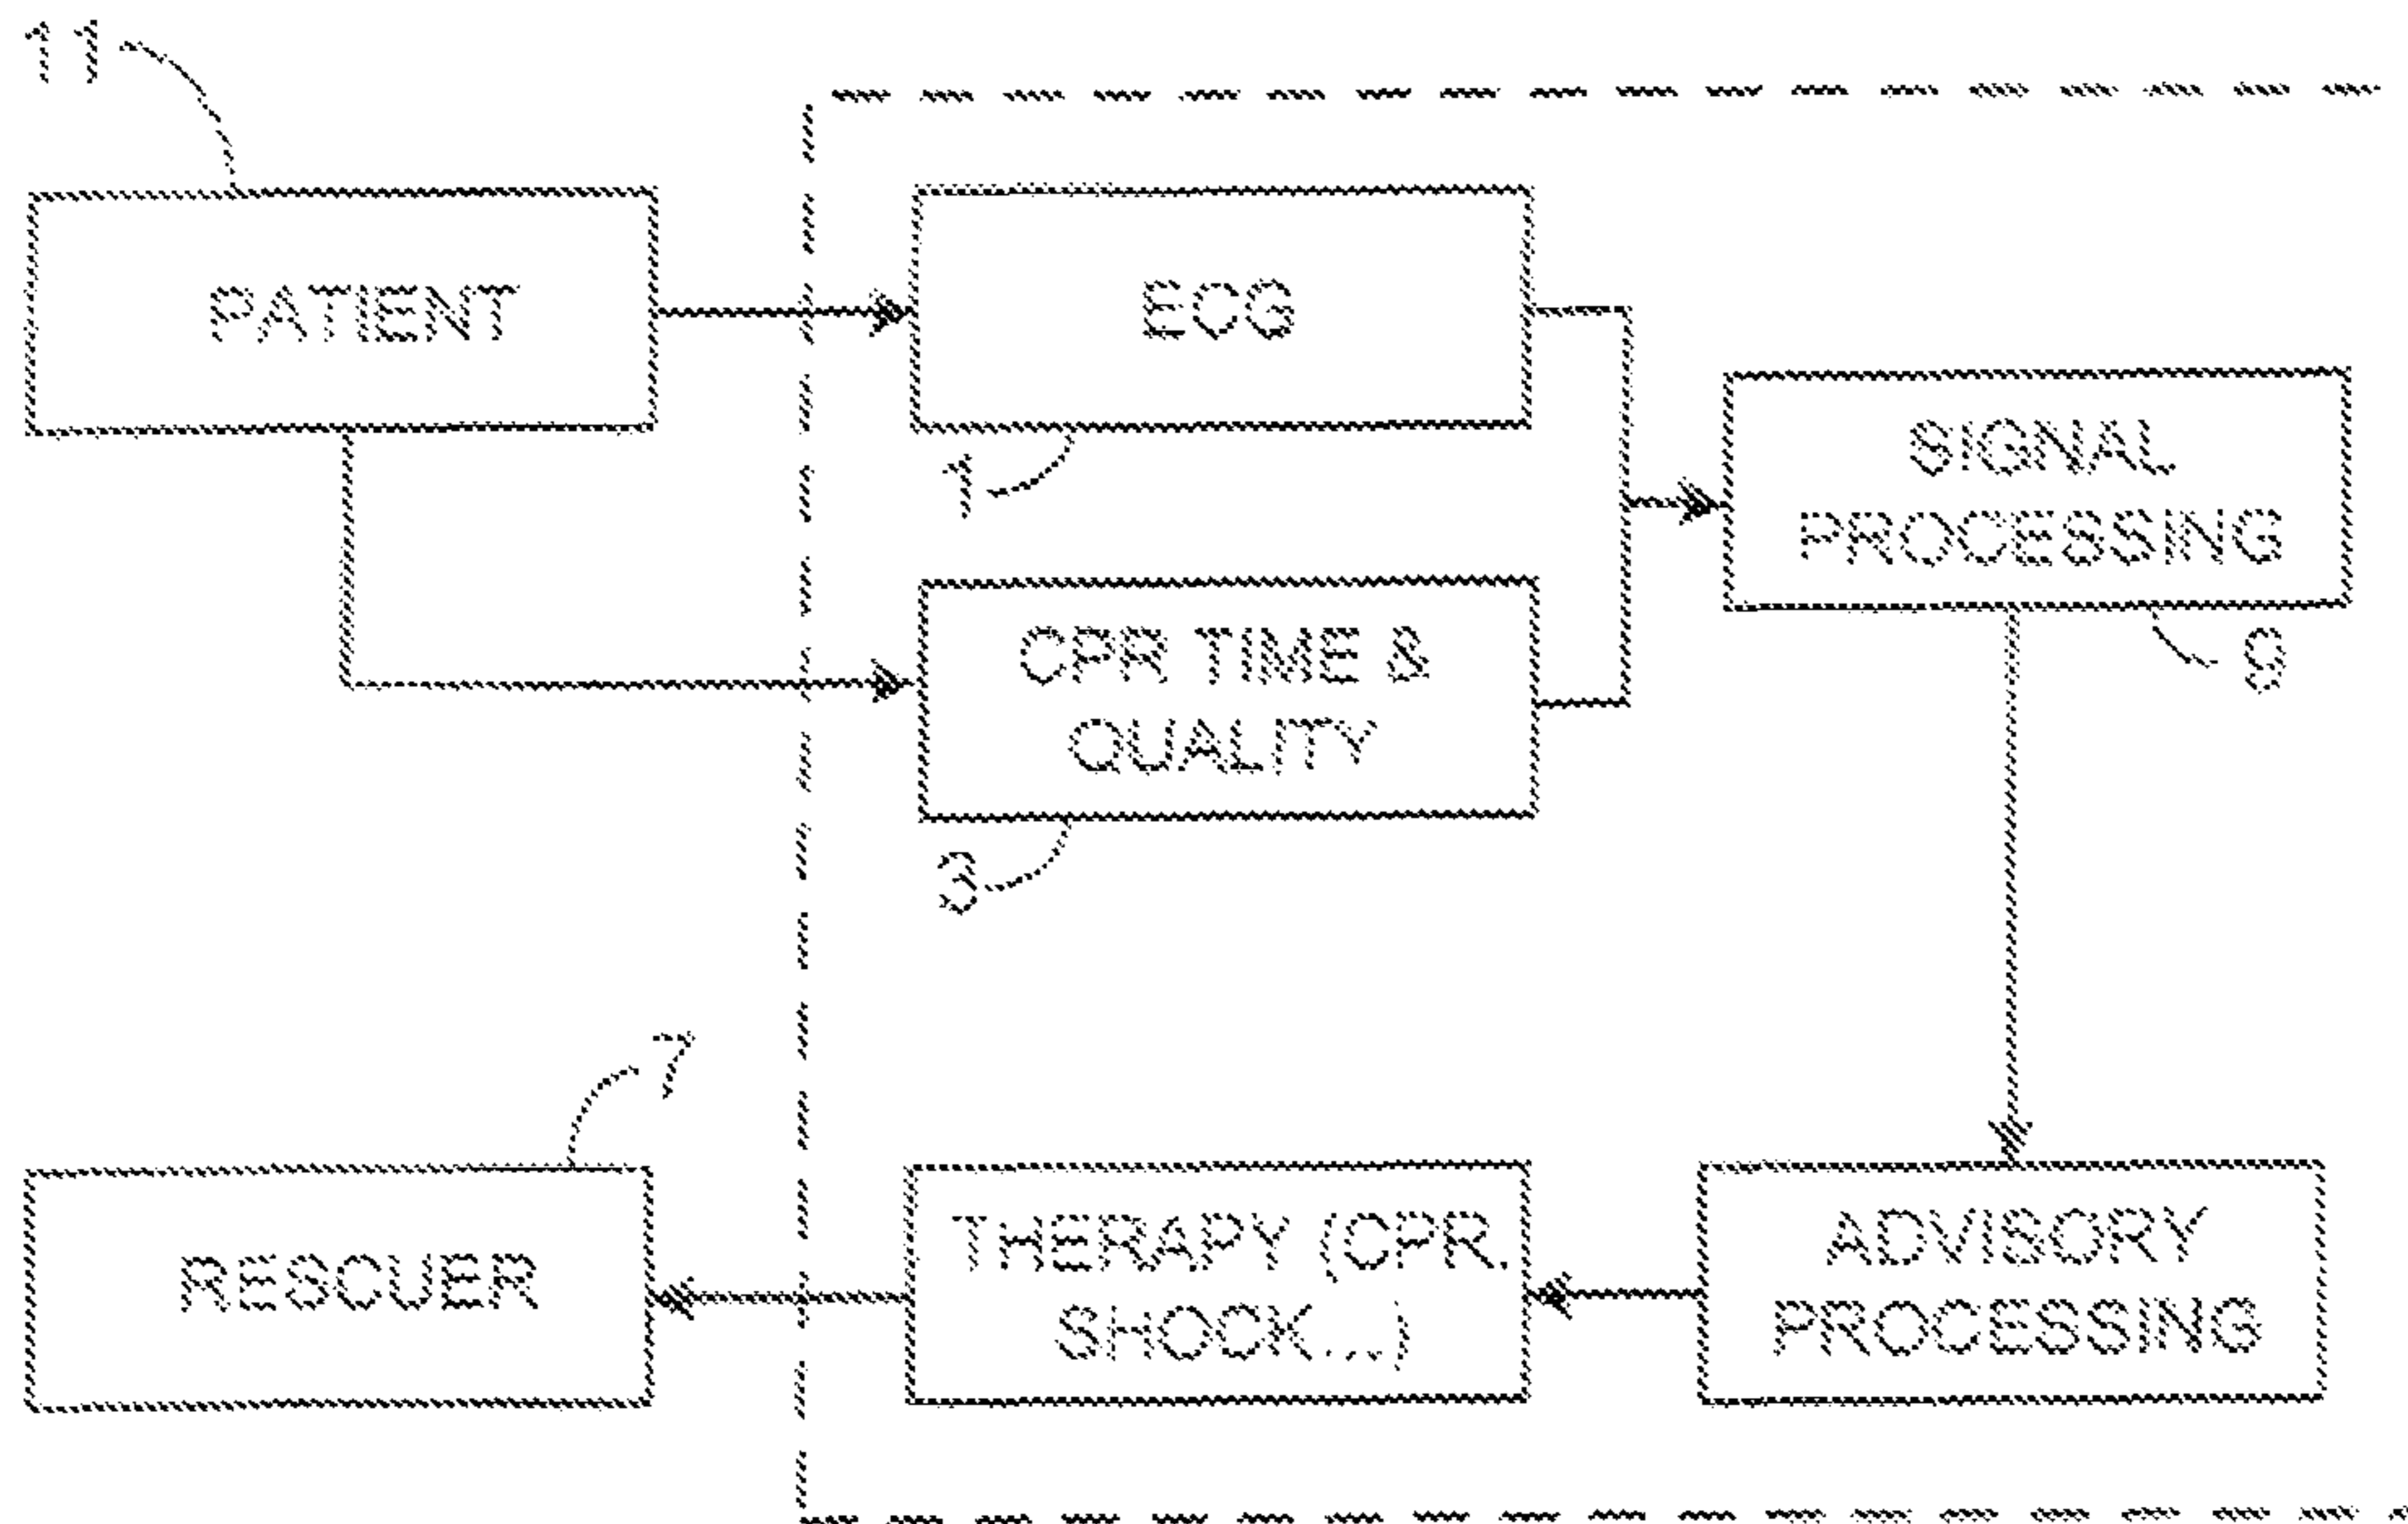 11
PATIENT
ECG
1
SIGNAL
PROCESSING
9
CPR TIME &
QUALITY
3
7
RESCUER
THERAPY (CPR.
SHOCK...)
ADVISORY
PROCESSING